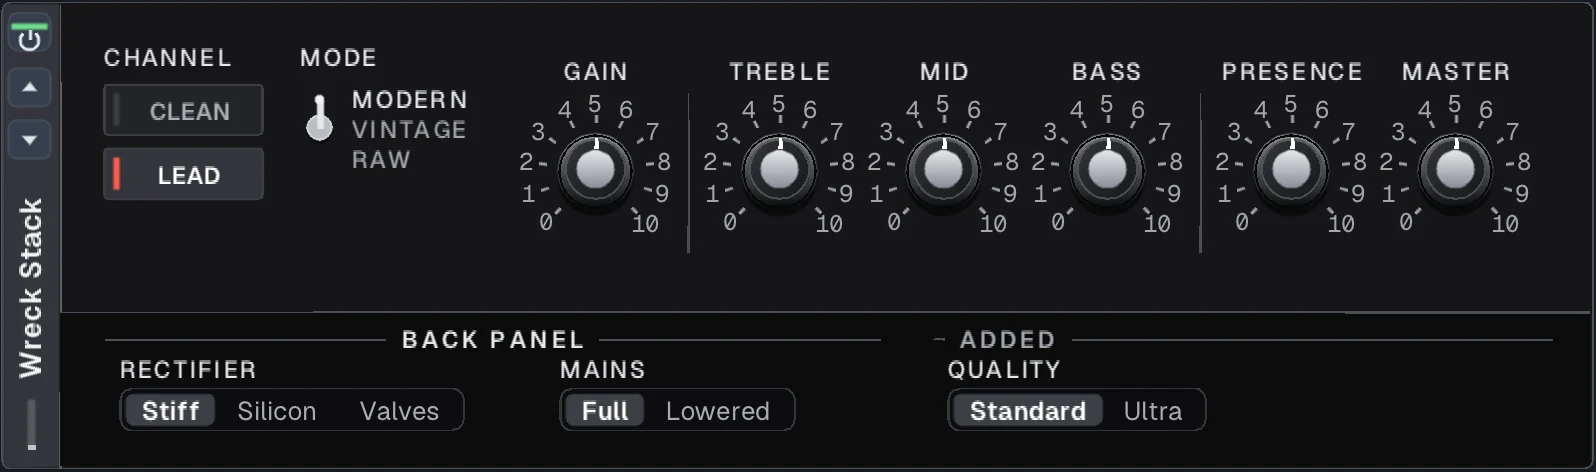 Wreck Stack
CHANNEL
CLEAN
LEAD
MODE
MODERN
VINTAGE
RAW
GAIN
0 1 2 3 4 5 6 7 8 9 10
TREBLE
0 1 2 3 4 5 6 7 8 9 10
MID
0 1 2 3 4 5 6 7 8 9 10
BASS
0 1 2 3 4 5 6 7 8 9 10
PRESENCE
0 1 2 3 4 5 6 7 8 9 10
MASTER
0 1 2 3 4 5 6 7 8 9 10
BACK PANEL
RECTIFIER
Stiff Silicon Valves
MAINS
Full Lowered
ADDED
QUALITY
Standard Ultra